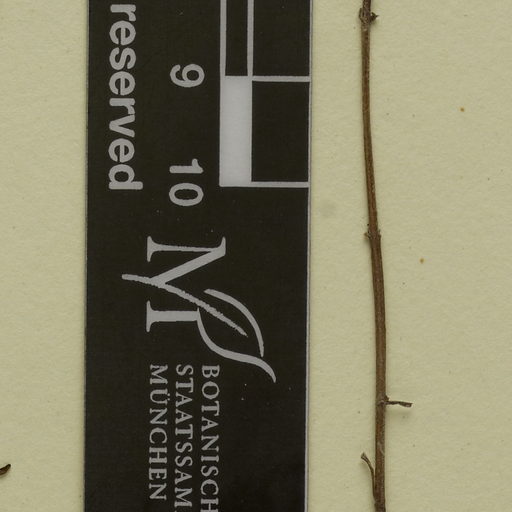 reserved
9 10
M
BOTANISCH
STAATSSAM
MÜNCHEN